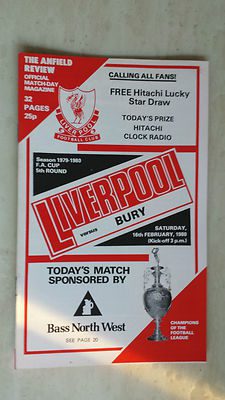 THE ANFIELD
REVIEW
OFFICIAL
MATCH-DAY
MAGAZINE
32
PAGES
25p
LIVERPOOL
FOOTBALL CLUB
CALLING ALL FANS!
FREE Hitachi Lucky
Star Draw
TODAY'S PRIZE
HITACHI
CLOCK RADIO
Season 1979-1980
F.A. CUP
5th ROUND
LIVERPOOL
versus
BURY
SATURDAY,
16th FEBRUARY, 1980
(Kick-off 3 p.m.)
TODAY'S MATCH
SPONSORED BY
Bass North West
SEE PAGE 20
CHAMPIONS
OF THE
FOOTBALL
LEAGUE